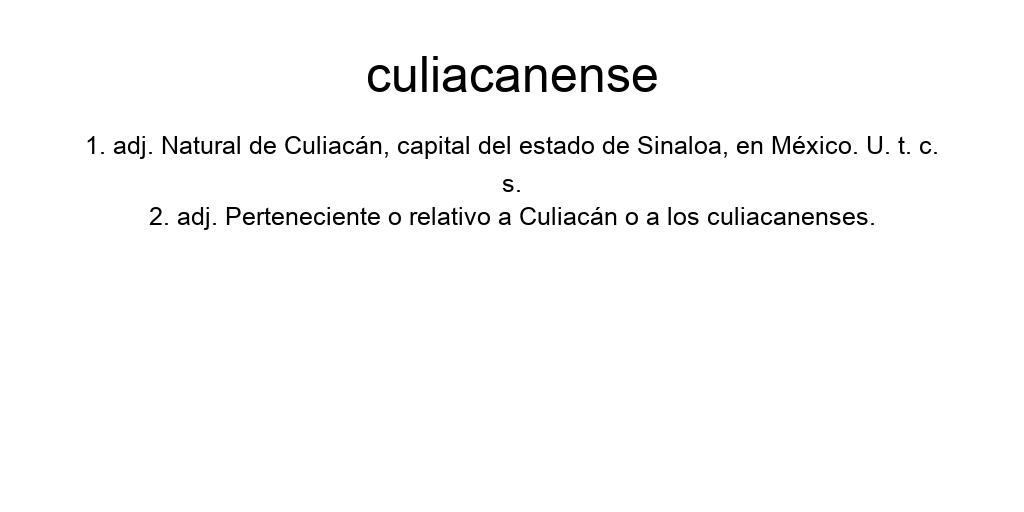 culiacanense
1. adj. Natural de Culiacán, capital del estado de Sinaloa, en México. U. t. c.
s.
2. adj. Perteneciente o relativo a Culiacán o a los culiacanenses.